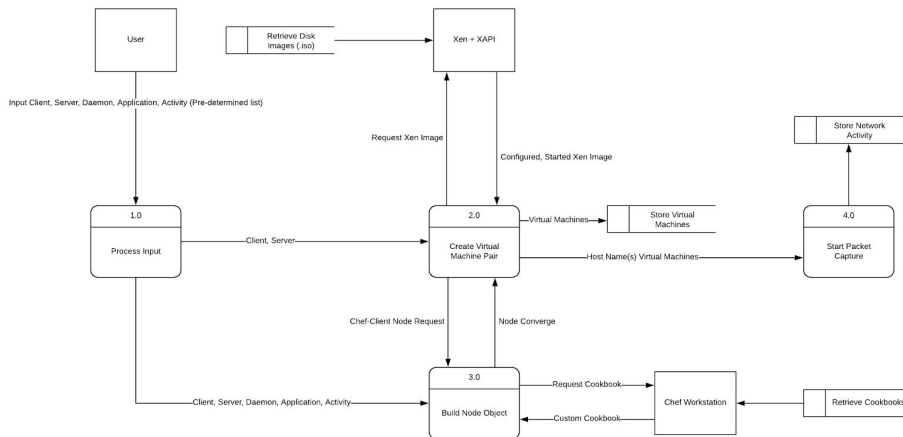 User
Retrieve Disk
Images (.iso)
Xen + XAPI
Input Client, Server, Daemon, Application, Activity (Pre-determined list)
Request Xen Image
Configured, Started Xen Image
Store Network
Activity
1.0
Process Input
Client, Server
2.0
Create Virtual
Machine Pair
Virtual Machines
Store Virtual
Machines
Host Name(s) Virtual Machines
4.0
Start Packet
Capture
Chef-Client Node Request
Node Converge
Client, Server, Daemon, Application, Activity
3.0
Build Node Object
Request Cookbook
Custom Cookbook
Chef Workstation
Retrieve Cookbooks